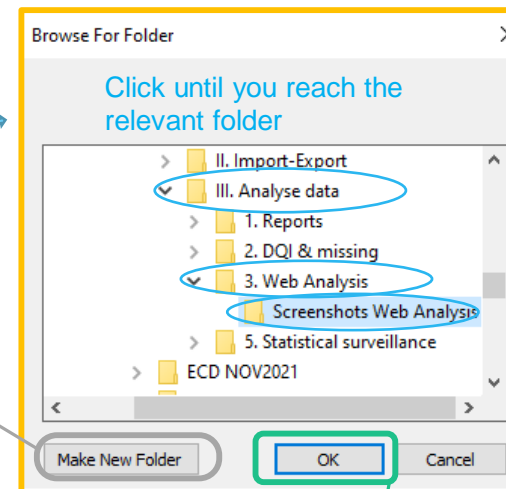 Browse For Folder
Click until you reach the
relevant folder
II. Import-Export
III. Analyse data
1. Reports
2. DQI & missing
3. Web Analysis
Screenshots Web Analysis
5. Statistical surveillance
ECD NOV2021
Make New Folder
OK
Cancel